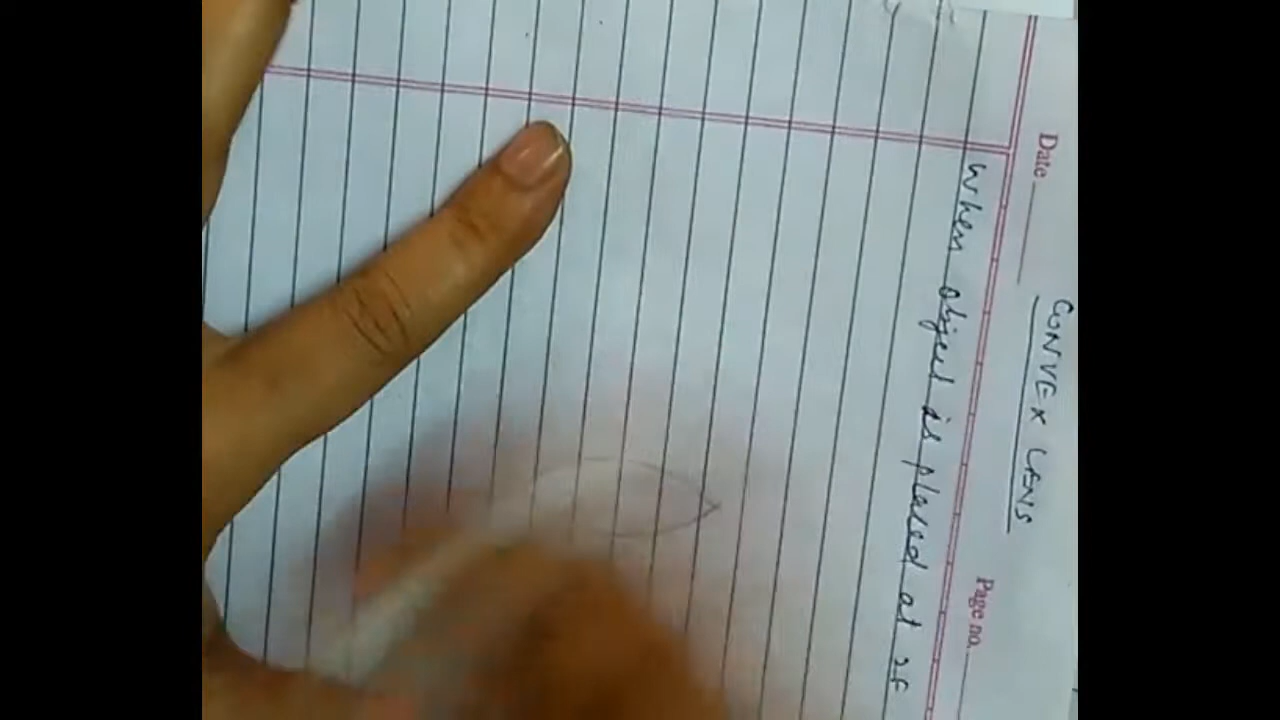 Date
CONVEX LENS
Page no.
When object is placed at 2F